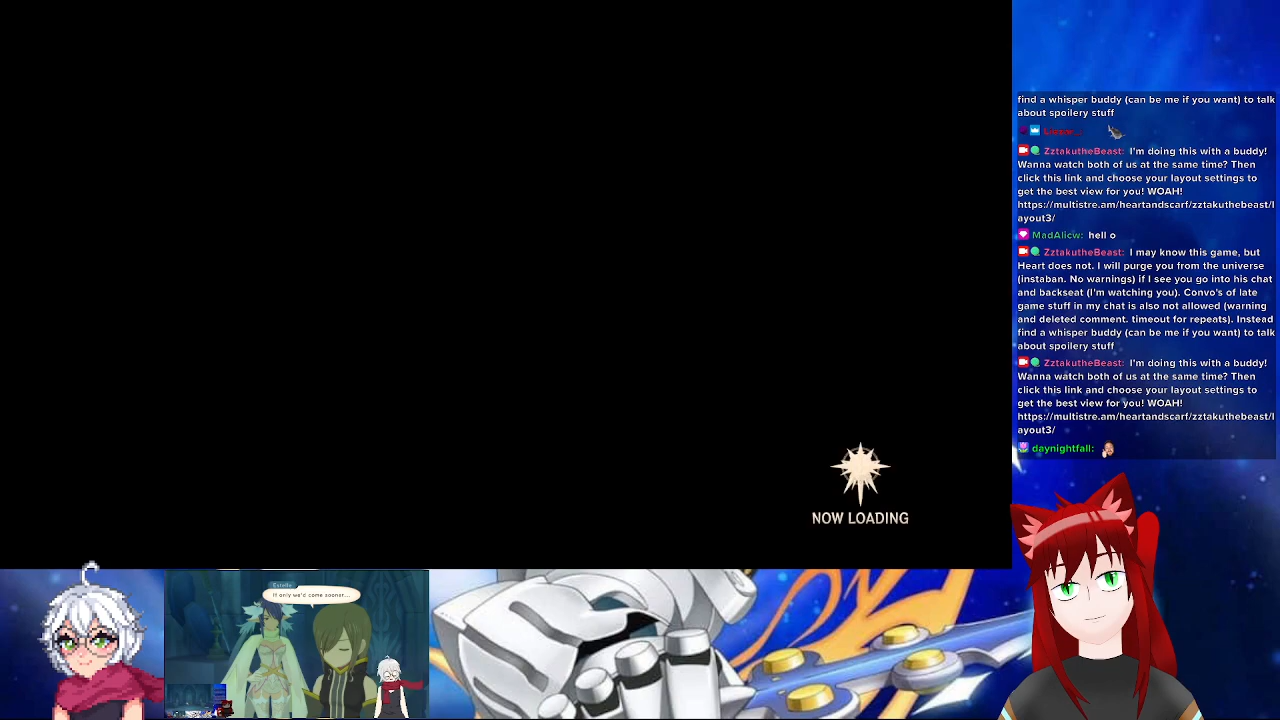 find a whisper buddy (can be me if you want) to talk
about spoilery stuff
ZztakutheBeast: I'm doing this with a buddy!
Wanna watch both of us at the same time? Then
click this link and choose your layout settings to
get the best view for you! WOAH!
https://multistre.am/heartandscarf/zztakuthebeast/l
ayout3/
MadAlicw: hell o
ZztakutheBeast: I may know this game, but
Heart does not. I will purge you from the universe
(instaban. No warnings) if I see you go into his chat
and backseat (I'm watching you). Convo's of late
game stuff in my chat is also not allowed (warning
and deleted comment. timeout for repeats). Instead
find a whisper buddy (can be me if you want) to talk
about spoilery stuff
ZztakutheBeast: I'm doing this with a buddy!
Wanna watch both of us at the same time? Then
click this link and choose your layout settings to
get the best view for you! WOAH!
https://multistre.am/heartandscarf/zztakuthebeast/l
ayout3/
daynightfall:
NOW LOADING
Estelle
If only we'd come sooner...